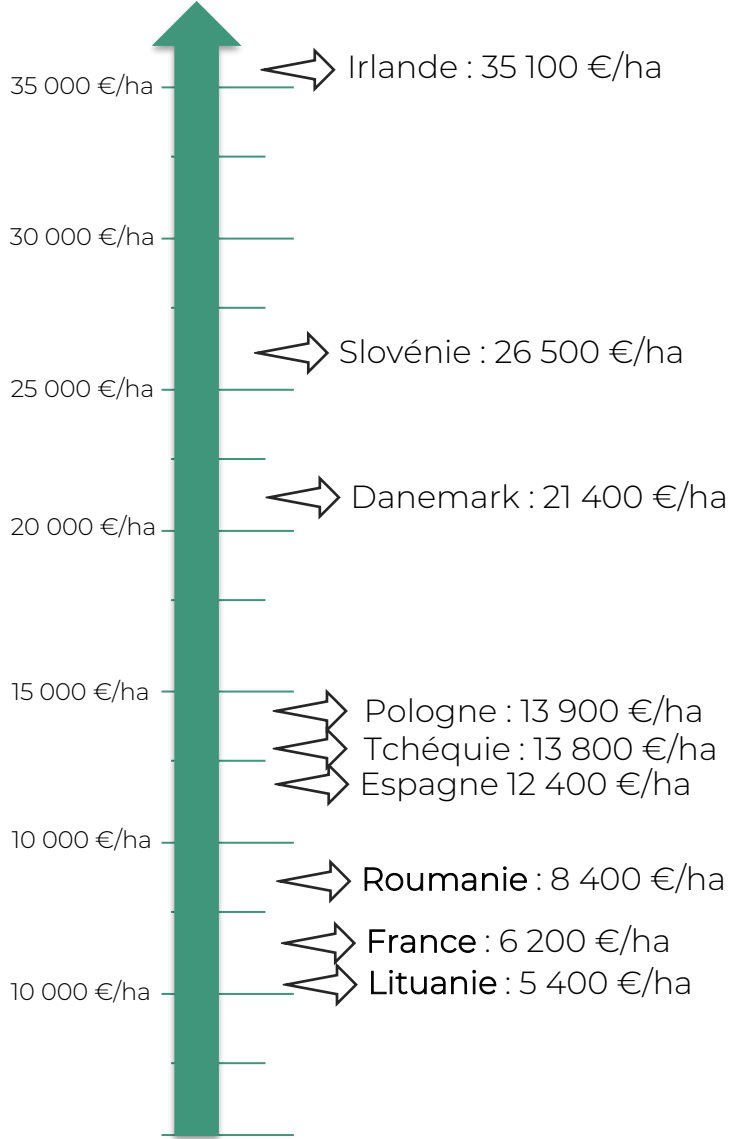 Irlande : 35 100 €/ha
35 000 €/ha
30 000 €/ha
Slovénie : 26 500 €/ha
25 000 €/ha
Danemark : 21 400 €/ha
20 000 €/ha
15 000 €/ha
Pologne : 13 900 €/ha
Tchéquie : 13 800 €/ha
Espagne 12 400 €/ha
10 000 €/ha
Roumanie : 8 400 €/ha
France : 6 200 €/ha
Lituanie : 5 400 €/ha
10 000 €/ha